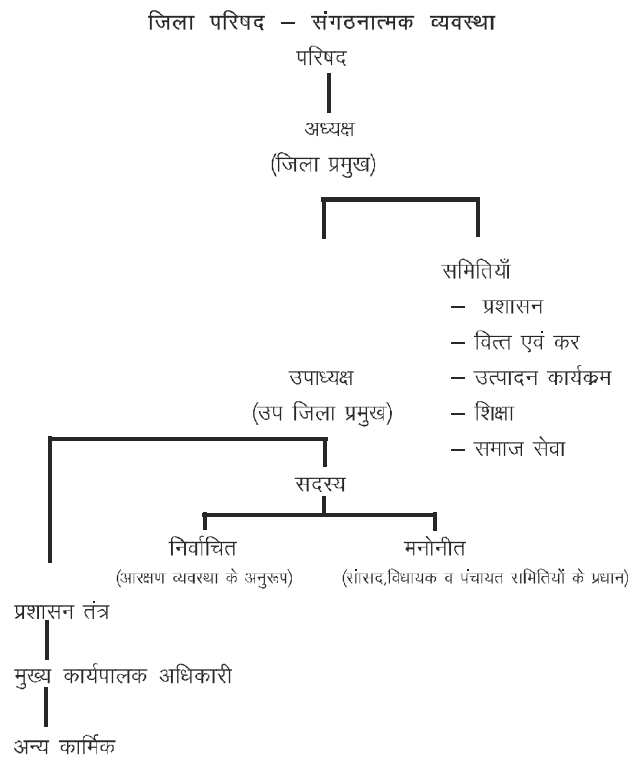 जिला परिषद – संगठनात्मक व्यवस्था
परिषद
अध्यक्ष
(जिला प्रमुख)
समितियाँ
– प्रशासन
– वित्त एवं कर
– उत्पादन कार्यक्रम
– शिक्षा
– समाज सेवा
उपाध्यक्ष
(उप जिला प्रमुख)
सदस्य
निर्वाचित
(आरक्षण व्यवस्था के अनुरूप)
मनोनीत
(सांसद,विधायक व पंचायत समितियों के प्रधान)
प्रशासन तंत्र
मुख्य कार्यपालक अधिकारी
अन्य कार्मिक